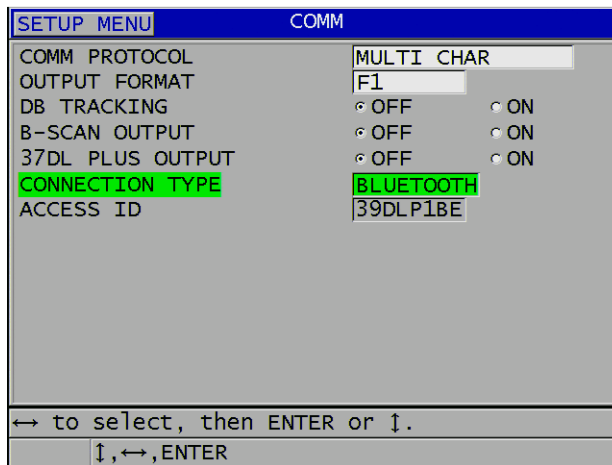 SETUP MENU COMM
COMM PROTOCOL MULTI CHAR
OUTPUT FORMAT F1
DB TRACKING OFF ON
B-SCAN OUTPUT OFF ON
37DL PLUS OUTPUT OFF ON
CONNECTION TYPE BLUETOOTH
ACCESS ID 39DLP1BE
↔ to select, then ENTER or ↕.
↕,↔,ENTER